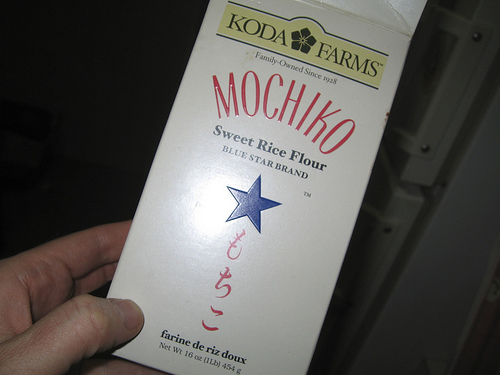 KODA FARMS™
Family-Owned Since 1928
MOCHIKO
Sweet Rice Flour
BLUE STAR BRAND
™
もちこ
farine de riz doux
Net Wt 16 oz (1Lb) 454 g